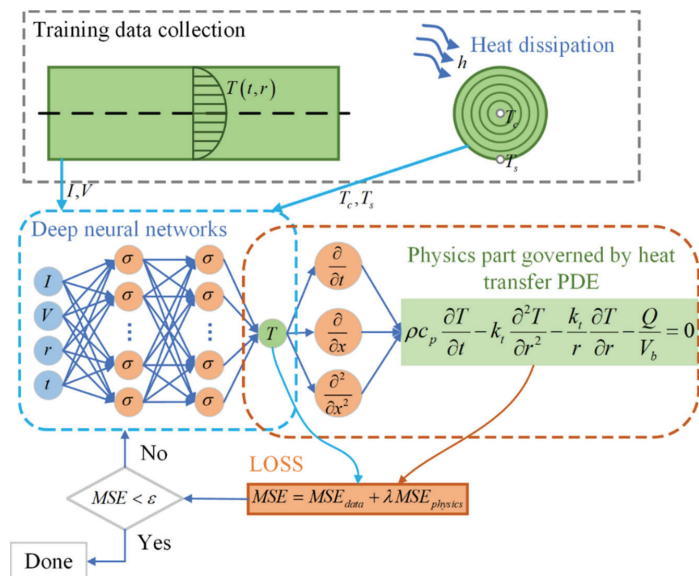 Training data collection
Heat dissipation
h
T(t,r)
T_c
T_s
I,V
T_c,T_s
Deep neural networks
Physics part governed by heat
transfer PDE
I
V
r
t
σ σ
σ σ
⋮ ⋮
σ σ
σ σ
T
∂/∂t
∂/∂x
∂²/∂x²
ρc_p ∂T/∂t − k_t ∂²T/∂r² − k_t/r ∂T/∂r − Q/V_b = 0
No
LOSS
MSE < ε
MSE = MSE_data + λMSE_physics
Yes
Done